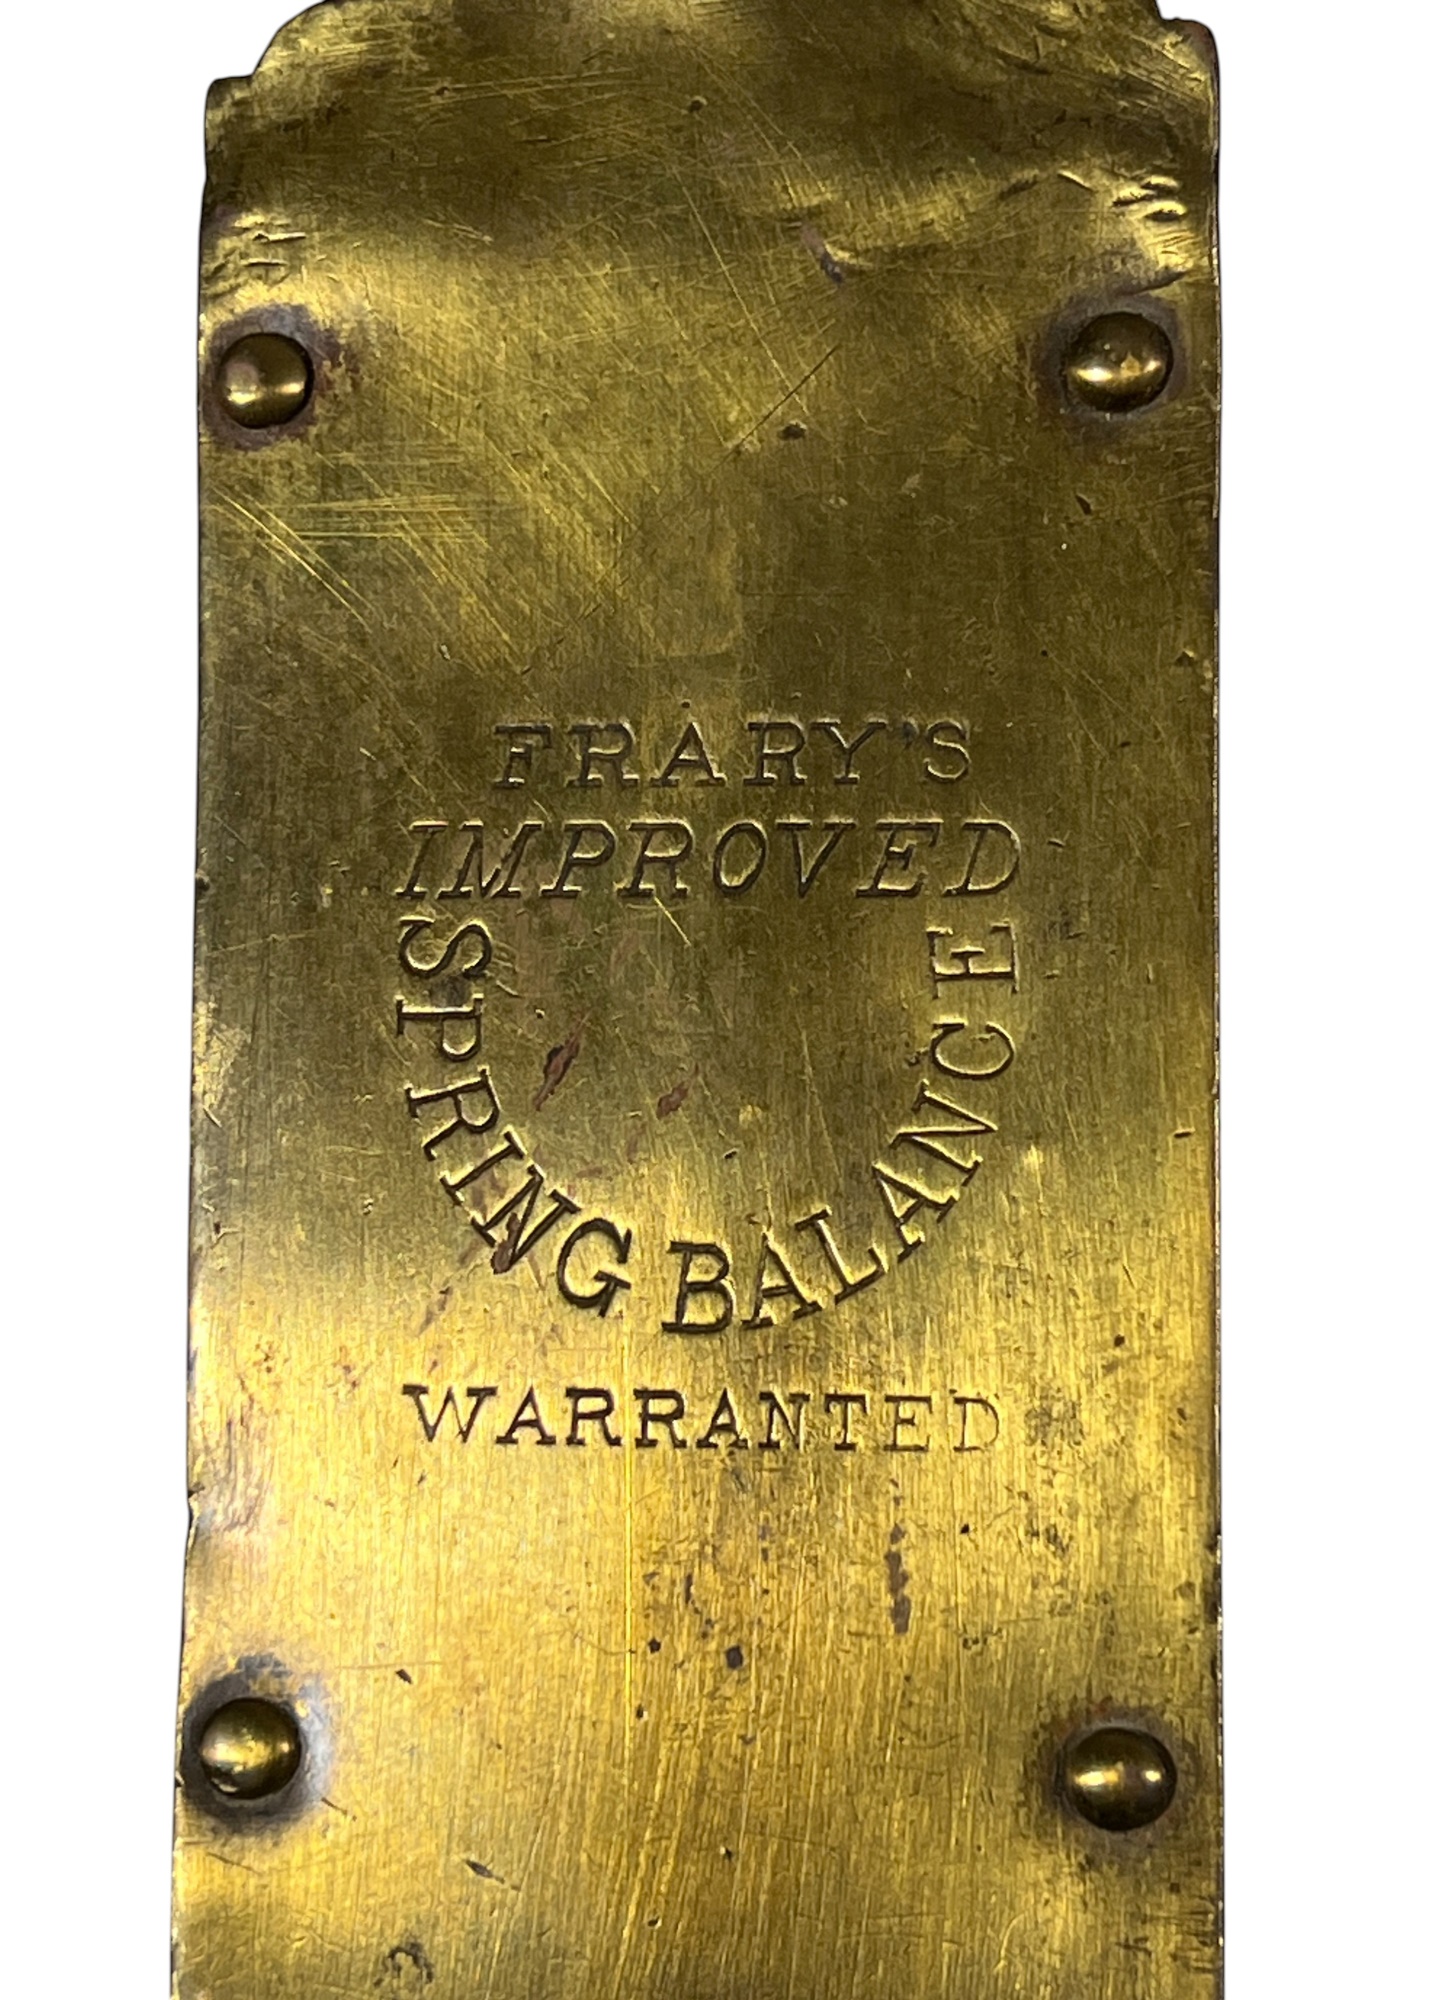 FRARY'S
IMPROVED
SPRING BALANCE
WARRANTED